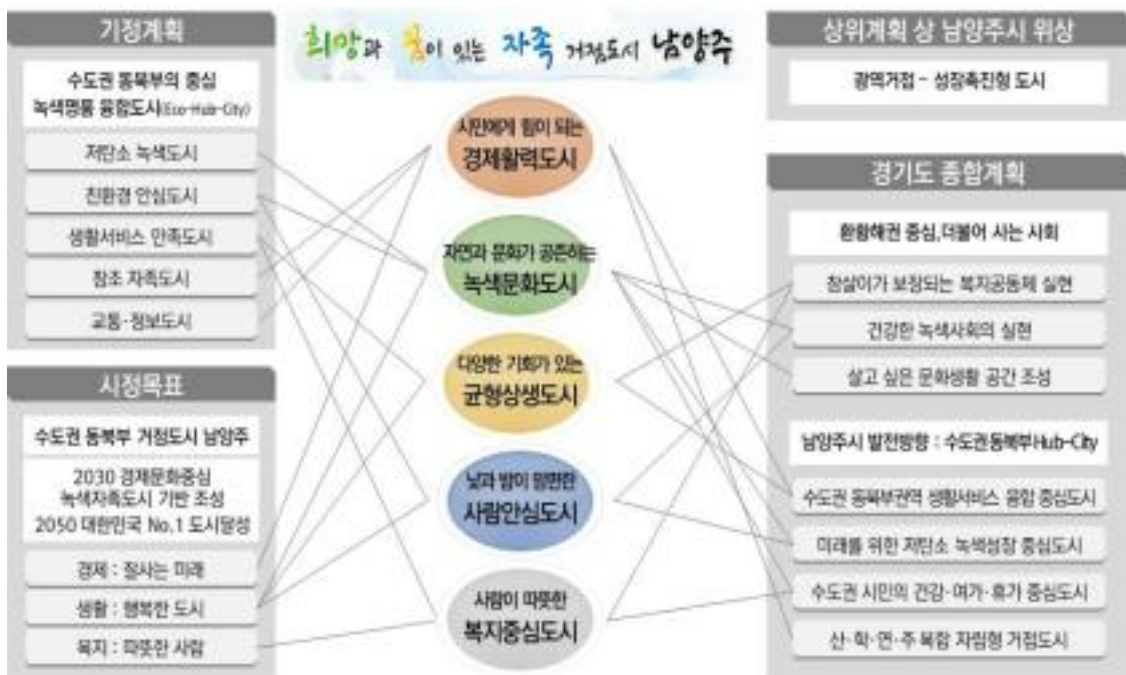 기정계획
수도권 동북부의 중심
녹색명품 융합도시(Eco-Hub-City)
저탄소 녹색도시
친환경 안심도시
생활서비스 만족도시
창조 자족도시
교통·정보도시
시정목표
수도권 동북부 거점도시 남양주
2030 경제문화중심
녹색자족도시 기반 조성
2050 대한민국 No.1 도시달성
경제 : 잘사는 미래
생활 : 행복한 도시
복지 : 따뜻한 사람
희망과 꿈이 있는 자족 거점도시 남양주
시민에게 힘이 되는
경제활력도시
자연과 문화가 공존하는
녹색문화도시
다양한 기회가 있는
균형상생도시
낮과 밤이 평편한
사람안심도시
사람이 따뜻한
복지중심도시
상위계획 상 남양주시 위상
광역거점 - 성장촉진형 도시
경기도 종합계획
환황해권 중심,더불어 사는 사회
참살이가 보장되는 복지공동체 실현
건강한 녹색사회의 실현
살고 싶은 문화생활 공간 조성
남양주시 발전방향 : 수도권동북부Hub-City
수도권 동북부권역 생활서비스 융합 중심도시
미래를 위한 저탄소 녹색성장 중심도시
수도권 시민의 건강·여가·휴가 중심도시
산·학·연·주 복합 자립형 거점도시